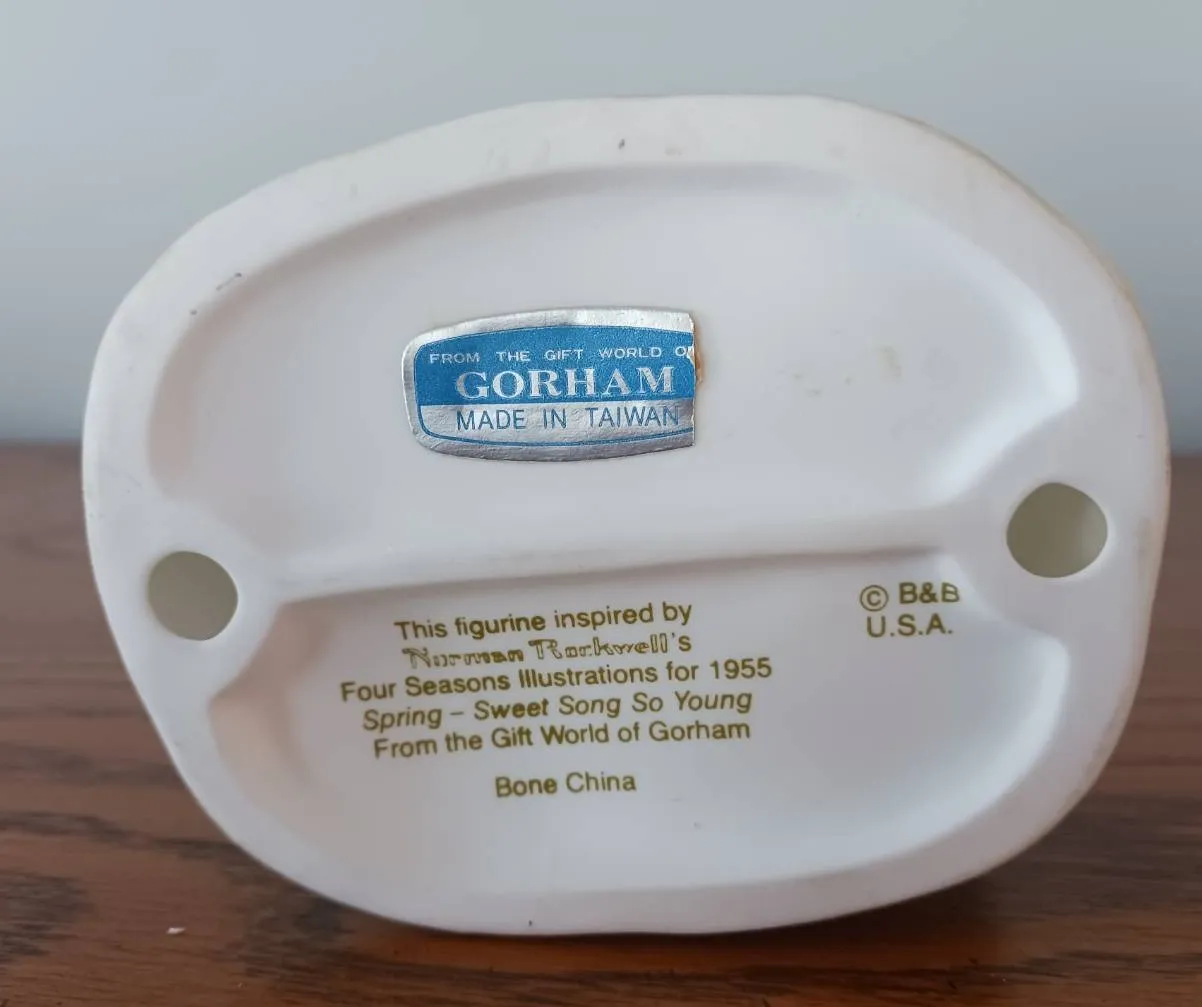 FROM THE GIFT WORLD OF
GORHAM
MADE IN TAIWAN
This figurine inspired by
Norman Rockwell's
Four Seasons Illustrations for 1955
Spring – Sweet Song So Young
From the Gift World of Gorham
Bone China
© B&B
U.S.A.